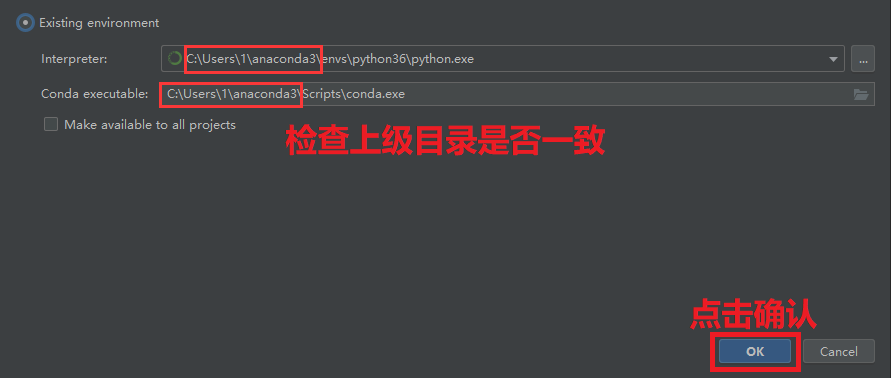 Existing environment
Interpreter: C:\Users\1\anaconda3\envs\python36\python.exe ...
Conda executable: C:\Users\1\anaconda3\Scripts\conda.exe
Make available to all projects
检查上级目录是否一致
点击确认
OK Cancel